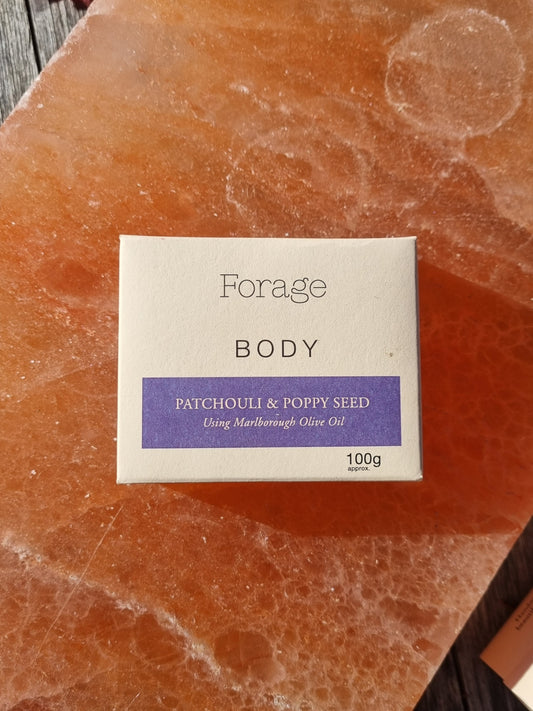 Forage
BODY
PATCHOULI & POPPY SEED
Using Marlborough Olive Oil
100g
approx.